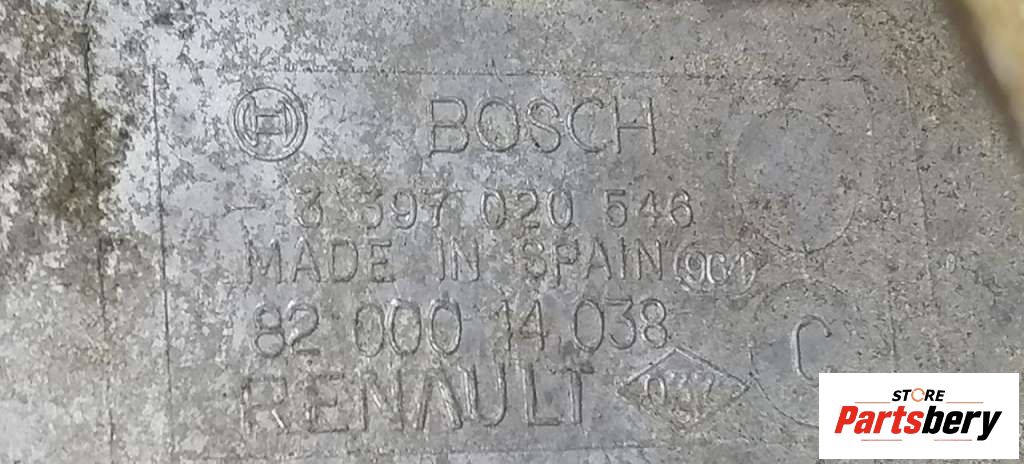 BOSCH
3 397 020 546
MADE IN SPAIN
82 000 14 038
RENAULT
C
STORE
Partsbery